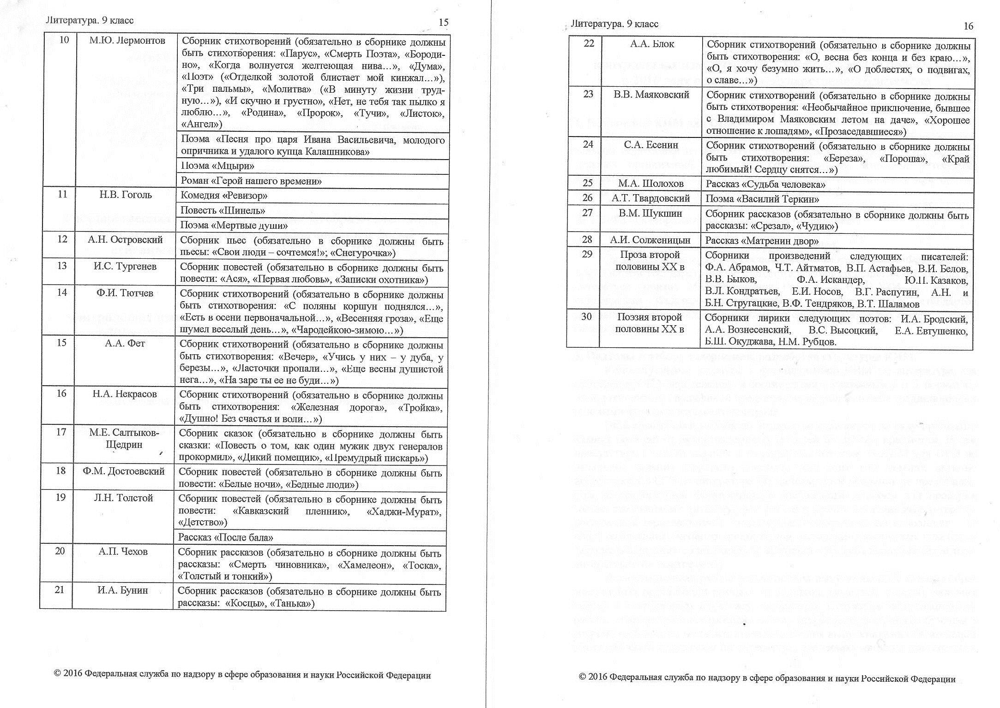 Литература. 9 класс
15
10
М.Ю. Лермонтов
Сборник стихотворений (обязательно в сборнике должны
быть стихотворения: «Парус», «Смерть Поэта», «Бороди-
но», «Когда волнуется желтеющая нива…», «Дума»,
«Поэт» («Отделкой золотой блистает мой кинжал…»),
«Три пальмы», «Молитва» («В минуту жизни труд-
ную…»), «И скучно и грустно», «Нет, не тебя так пылко я
люблю…», «Родина», «Пророк», «Тучи», «Листок»,
«Ангел»)
Поэма «Песня про царя Ивана Васильевича, молодого
опричника и удалого купца Калашникова»
Поэма «Мцыри»
Роман «Герой нашего времени»
11
Н.В. Гоголь
Комедия «Ревизор»
Повесть «Шинель»
Поэма «Мертвые души»
12
А.Н. Островский
Сборник пьес (обязательно в сборнике должны быть
пьесы: «Свои люди – сочтемся!»; «Снегурочка»)
13
И.С. Тургенев
Сборник повестей (обязательно в сборнике должны быть
повести: «Ася», «Первая любовь», «Записки охотника»)
14
Ф.И. Тютчев
Сборник стихотворений (обязательно в сборнике должны
быть стихотворения: «С поляны коршун поднялся…»,
«Есть в осени первоначальной…», «Весенняя гроза», «Еще
шумел веселый день…», «Чародейкою-зимою…»)
15
А.А. Фет
Сборник стихотворений (обязательно в сборнике должны
быть стихотворения: «Вечер», «Учись у них – у дуба, у
березы…», «Ласточки пропали…», «Еще весны душистой
нега…», «На заре ты ее не буди…»)
16
Н.А. Некрасов
Сборник стихотворений (обязательно в сборнике должны
быть стихотворения: «Железная дорога», «Тройка»,
«Душно! Без счастья и воли…»)
17
М.Е. Салтыков-
Щедрин
Сборник сказок (обязательно в сборнике должны быть
сказки: «Повесть о том, как один мужик двух генералов
прокормил», «Дикий помещик», «Премудрый пискарь»)
18
Ф.М. Достоевский
Сборник повестей (обязательно в сборнике должны быть
повести: «Белые ночи», «Бедные люди»)
19
Л.Н. Толстой
Сборник повестей (обязательно в сборнике должны быть
повести: «Кавказский пленник», «Хаджи-Мурат»,
«Детство»)
Рассказ «После бала»
20
А.П. Чехов
Сборник рассказов (обязательно в сборнике должны быть
рассказы: «Смерть чиновника», «Хамелеон», «Тоска»,
«Толстый и тонкий»)
21
И.А. Бунин
Сборник рассказов (обязательно в сборнике должны быть
рассказы: «Косцы», «Танька»)
© 2016 Федеральная служба по надзору в сфере образования и науки Российской Федерации
Литература. 9 класс
16
22
А.А. Блок
Сборник стихотворений (обязательно в сборнике должны
быть стихотворения: «О, весна без конца и без краю…»,
«О, я хочу безумно жить…», «О доблестях, о подвигах,
о славе…»)
23
В.В. Маяковский
Сборник стихотворений (обязательно в сборнике должны
быть стихотворения: «Необычайное приключение, бывшее
с Владимиром Маяковским летом на даче», «Хорошее
отношение к лошадям», «Прозаседавшиеся»)
24
С.А. Есенин
Сборник стихотворений (обязательно в сборнике должны
быть стихотворения: «Береза», «Пороша», «Край
любимый! Сердцу снятся…»)
25
М.А. Шолохов
Рассказ «Судьба человека»
26
А.Т. Твардовский
Поэма «Василий Теркин»
27
В.М. Шукшин
Сборник рассказов (обязательно в сборнике должны быть
рассказы: «Срезал», «Чудик»)
28
А.И. Солженицын
Рассказ «Матренин двор»
29
Проза второй
половины XX в
Сборники произведений следующих писателей:
Ф.А. Абрамов, Ч.Т. Айтматов, В.П. Астафьев, В.И. Белов,
В.В. Быков, Ф.А. Искандер, Ю.П. Казаков,
В.Л. Кондратьев, Е.И. Носов, В.Г. Распутин, А.Н. и
Б.Н. Стругацкие, В.Ф. Тендряков, В.Т. Шаламов
30
Поэзия второй
половины XX в
Сборники лирики следующих поэтов: И.А. Бродский,
А.А. Вознесенский, В.С. Высоцкий, Е.А. Евтушенко,
Б.Ш. Окуджава, Н.М. Рубцов.
© 2016 Федеральная служба по надзору в сфере образования и науки Российской Федерации